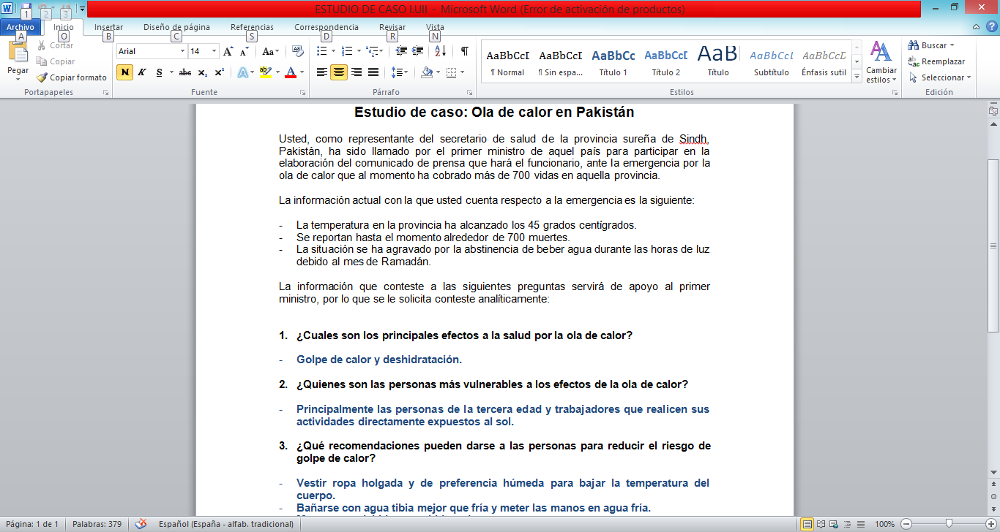 ESTUDIO DE CASO I.UII - Microsoft Word (Error de activación de productos)
1 2 3
Archivo Inicio Insertar Diseño de página Referencias Correspondencia Revisar Vista
A O B C S D R N
Pegar
Cortar
Copiar
Copiar formato
Portapapeles
Arial 14
N K S abc x₂ x²
Fuente
Párrafo
AaBbCcI AaBbCcI AaBbCc AaBbCcI AaB AaBbCcI AaBbCcD
¶ Normal ¶ Sin espa... Título 1 Título 2 Título Subtítulo Énfasis sutil
Estilos
Cambiar
estilos
Buscar
Reemplazar
Seleccionar
Edición
Estudio de caso: Ola de calor en Pakistán
Usted, como representante del secretario de salud de la provincia sureña de Sindh,
Pakistán, ha sido llamado por el primer ministro de aquel país para participar en la
elaboración del comunicado de prensa que hará el funcionario, ante la emergencia por la
ola de calor que al momento ha cobrado más de 700 vidas en aquella provincia.
La información actual con la que usted cuenta respecto a la emergencia es la siguiente:
- La temperatura en la provincia ha alcanzado los 45 grados centígrados.
- Se reportan hasta el momento alrededor de 700 muertes.
- La situación se ha agravado por la abstinencia de beber agua durante las horas de luz
debido al mes de Ramadán.
La información que conteste a las siguientes preguntas servirá de apoyo al primer
ministro, por lo que se le solicita conteste analíticamente:
1. ¿Cuales son los principales efectos a la salud por la ola de calor?
- Golpe de calor y deshidratación.
2. ¿Quienes son las personas más vulnerables a los efectos de la ola de calor?
- Principalmente las personas de la tercera edad y trabajadores que realicen sus
actividades directamente expuestos al sol.
3. ¿Qué recomendaciones pueden darse a las personas para reducir el riesgo de
golpe de calor?
- Vestir ropa holgada y de preferencia húmeda para bajar la temperatura del
cuerpo.
- Bañarse con agua tibia mejor que fría y meter las manos en agua fría.
Página: 1 de 1 Palabras: 379 Español (España - alfab. tradicional) 100%